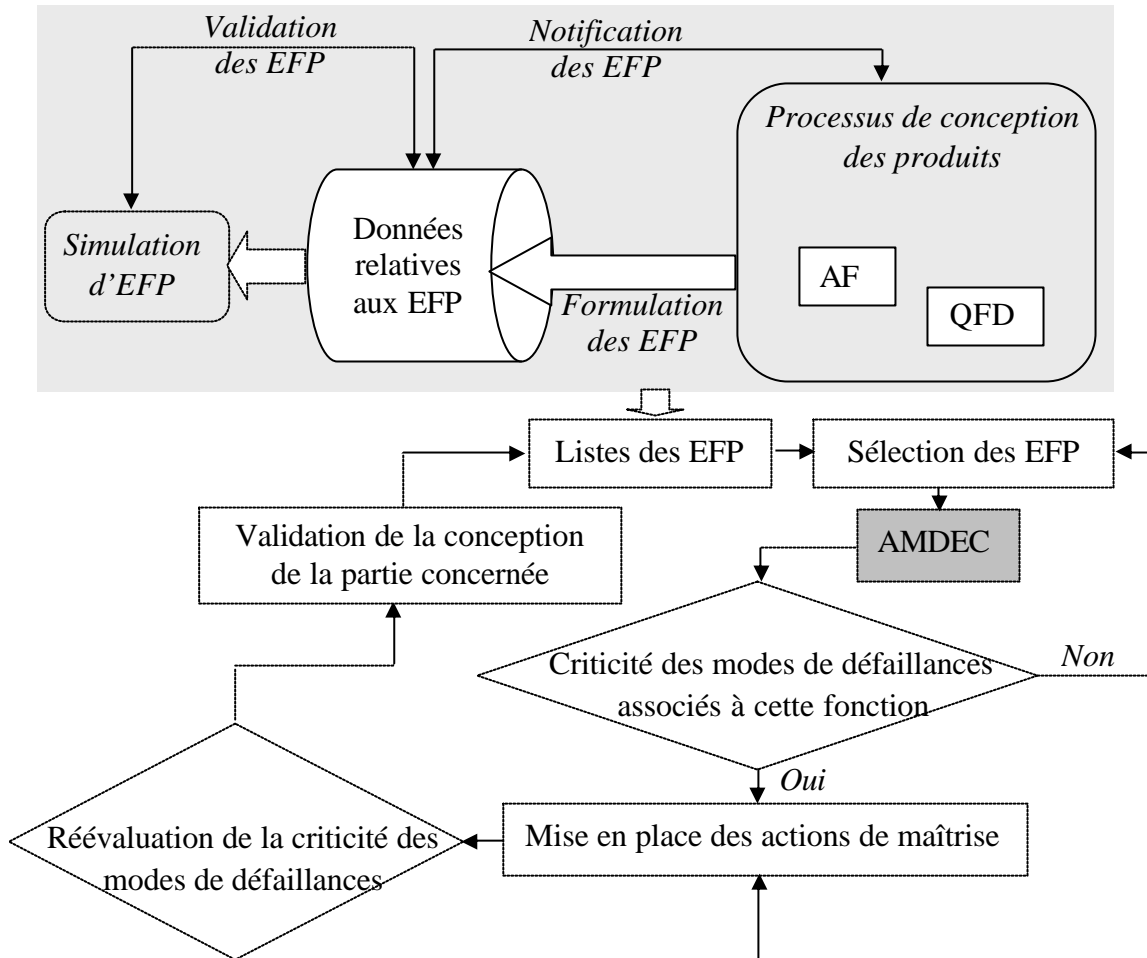 Validation
des EFP
Notification
des EFP
Processus de conception
des produits
Simulation
d'EFP
Données
relatives
aux EFP
AF
QFD
Formulation
des EFP
Listes des EFP
Sélection des EFP
Validation de la conception
de la partie concernée
AMDEC
Criticité des modes de défaillances
associés à cette fonction
Non
Oui
Réévaluation de la criticité des
modes de défaillances
Mise en place des actions de maîtrise